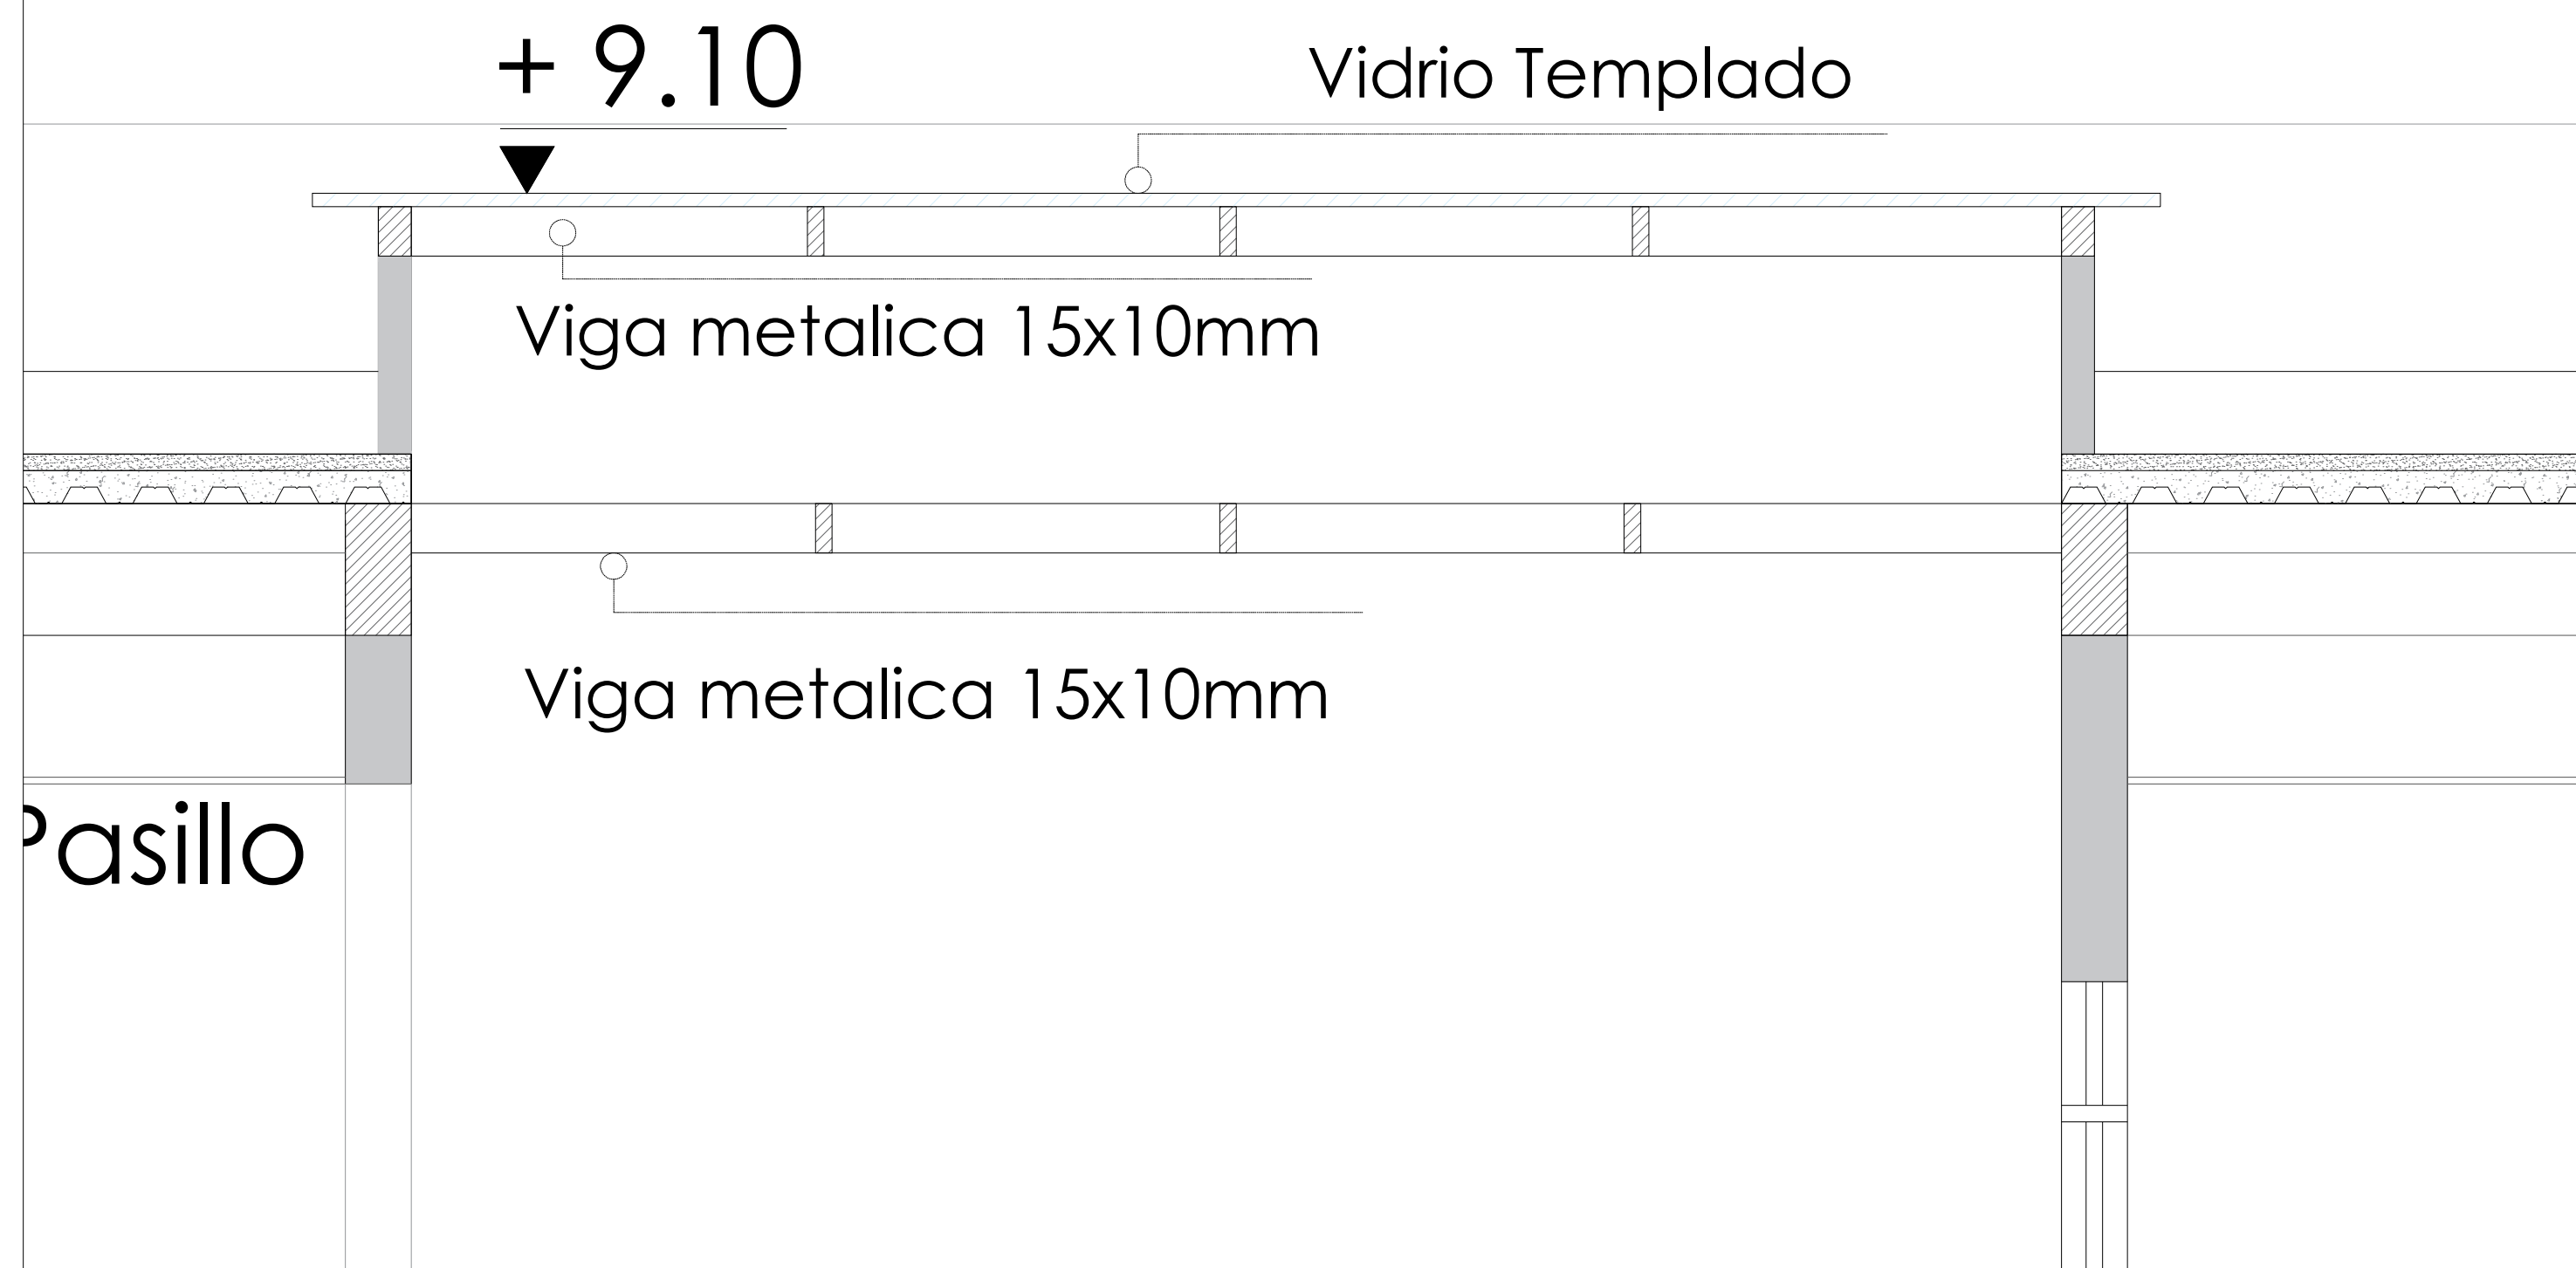 + 9.10
Vidrio Templado
Viga metalica 15x10mm
Viga metalica 15x10mm
Pasillo